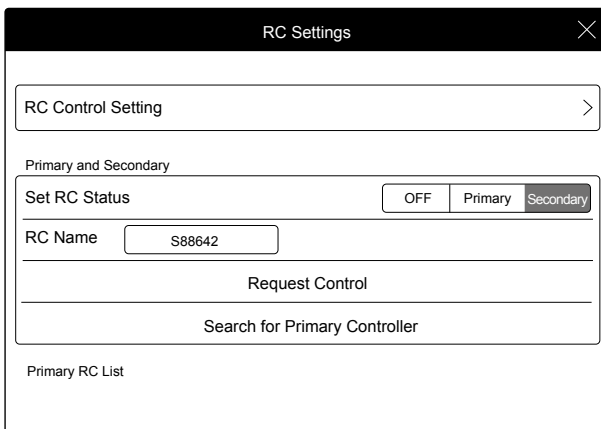 RC Settings
RC Control Setting
Primary and Secondary
Set RC Status OFF Primary Secondary
RC Name S88642
Request Control
Search for Primary Controller
Primary RC List